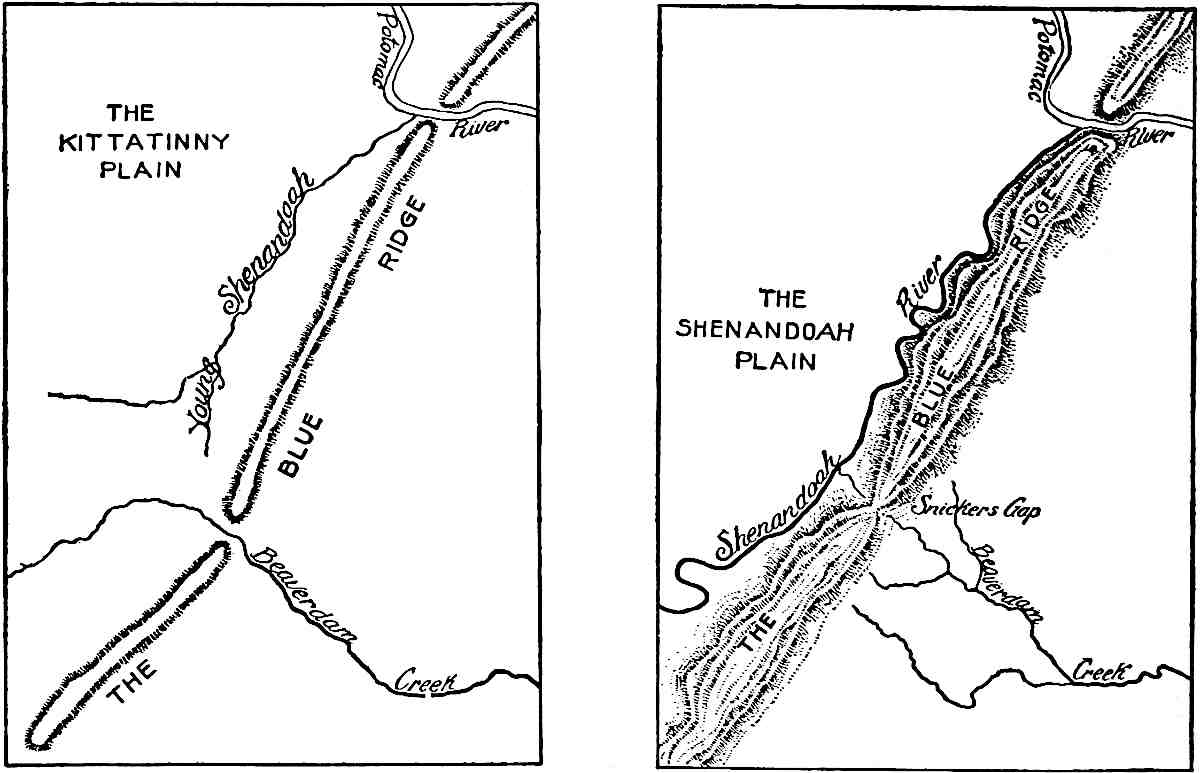 Potomac
River
THE
KITTATINNY
PLAIN
Young Shenandoah
THE BLUE RIDGE
Beaverdam Creek
Potomac
River
THE
SHENANDOAH
PLAIN
Shenandoah River
THE BLUE RIDGE
Snickers Gap
Beaverdam Creek